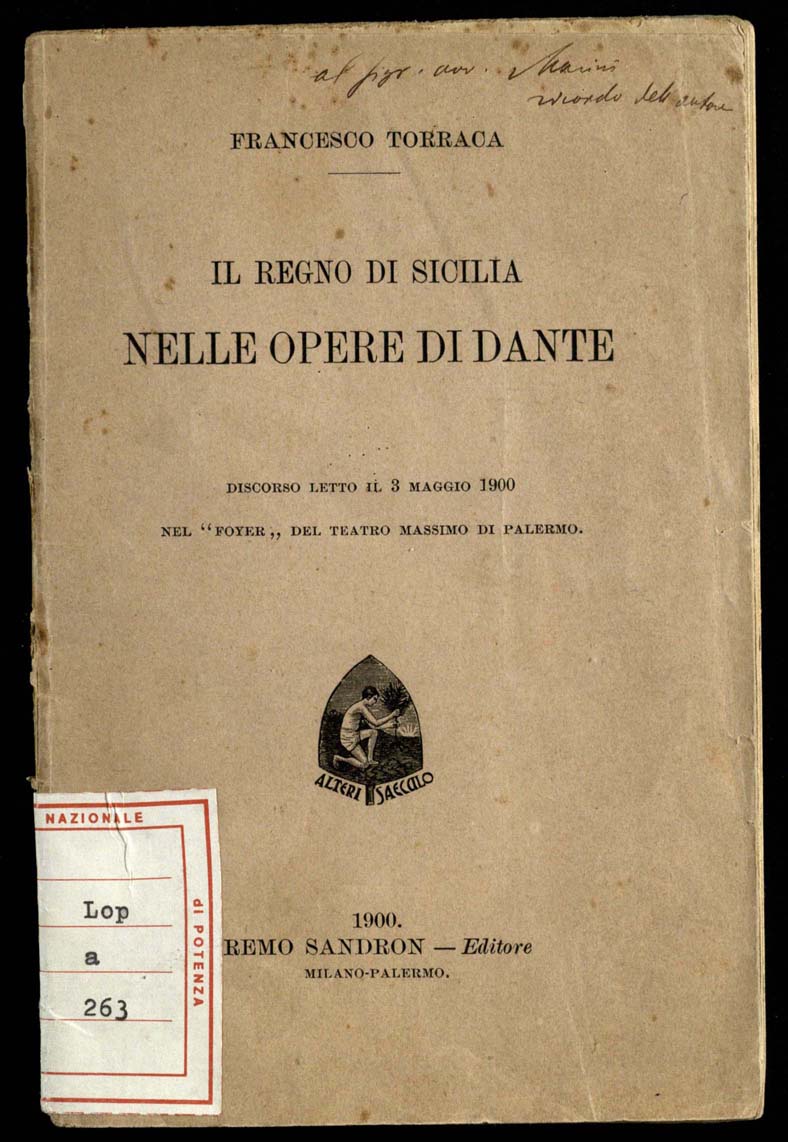 al sigr. avv. Marini
ricordo dell'autore
FRANCESCO TORRACA
IL REGNO DI SICILIA
NELLE OPERE DI DANTE
DISCORSO LETTO IL 3 MAGGIO 1900
NEL “FOYER„ DEL TEATRO MASSIMO DI PALERMO.
ALTERI SAECULO
NAZIONALE
di POTENZA
Lop
a
263
1900.
REMO SANDRON — Editore
MILANO-PALERMO.